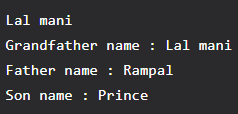 Lal mani
Grandfather name : Lal mani
Father name : Rampal
Son name : Prince